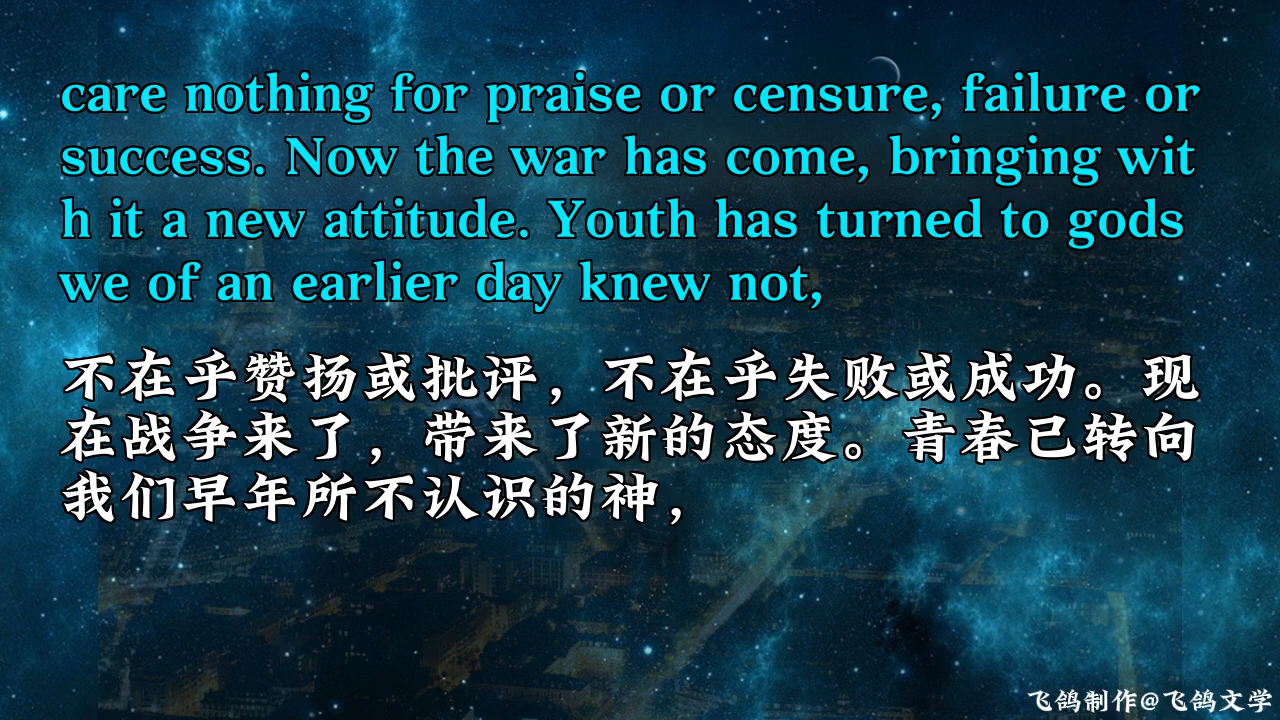 care nothing for praise or censure, failure or
success. Now the war has come, bringing wit
h it a new attitude. Youth has turned to gods
we of an earlier day knew not,
不在乎赞扬或批评，不在乎失败或成功。现
在战争来了，带来了新的态度。青春已转向
我们早年所不认识的神，
飞鸽制作@飞鸽文学